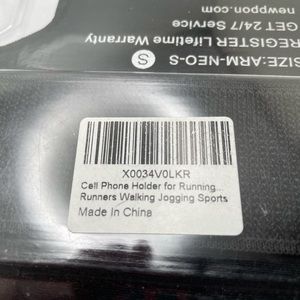 newppon.com
GET 24/7 Service
REGISTER Lifetime Warranty
SIZE:ARM-NEO-S
S
X0034V0LKR
Cell Phone Holder for Running...
Runners Walking Jogging Sports
Made In China